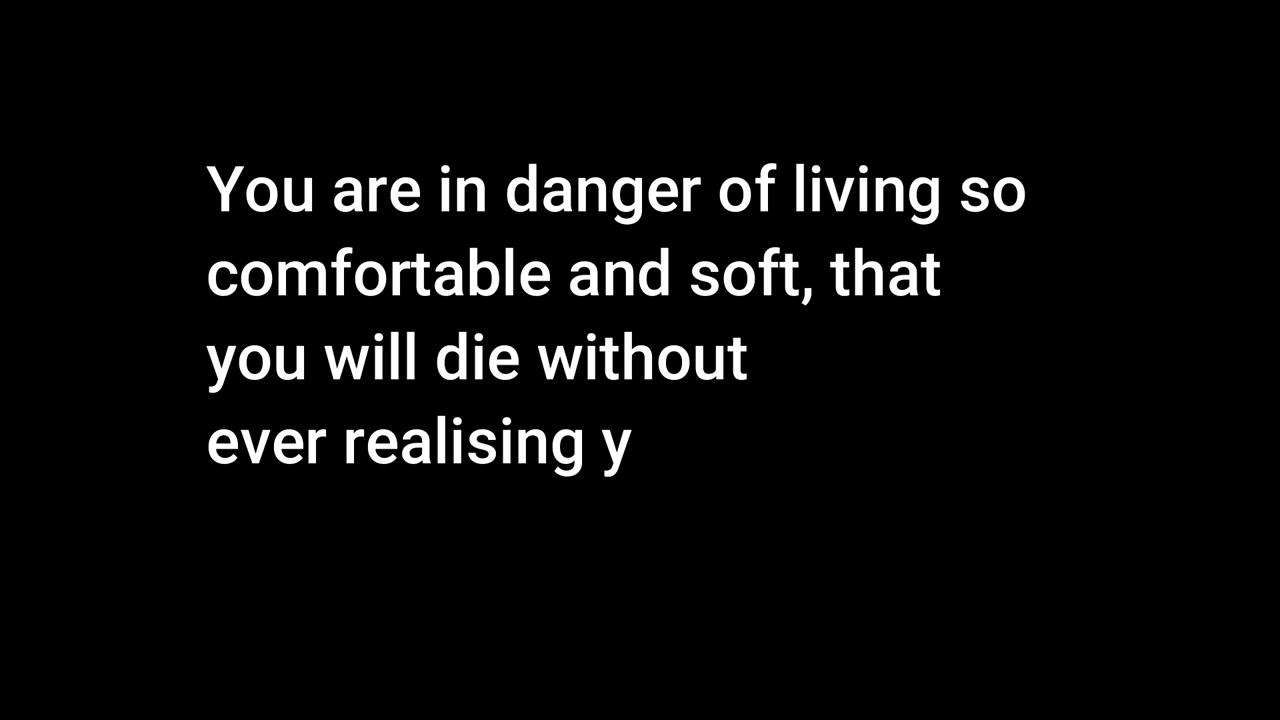 You are in danger of living so
comfortable and soft, that
you will die without
ever realising y